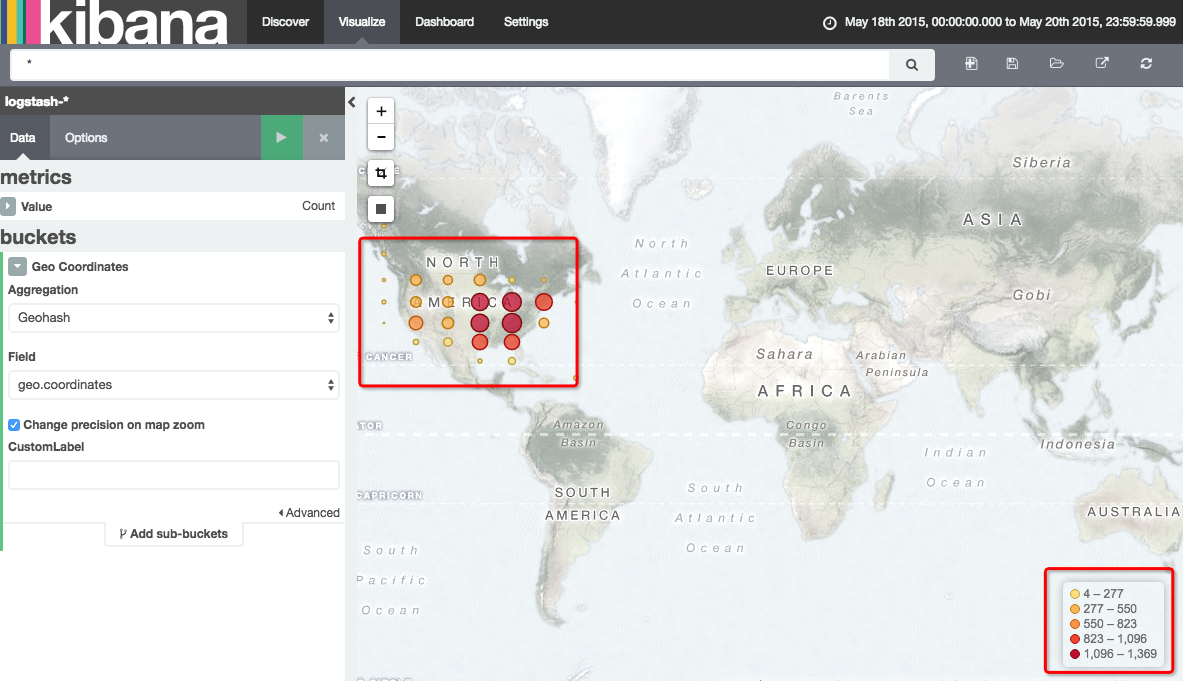 kibana
Discover
Visualize
Dashboard
Settings
May 18th 2015, 00:00:00.000 to May 20th 2015, 23:59:59.999
*
logstash-*
Data
Options
metrics
Value
Count
buckets
Geo Coordinates
Aggregation
Geohash
Field
geo.coordinates
Change precision on map zoom
CustomLabel
Advanced
Add sub-buckets
+
−
Barents
Sea
Siberia
ASIA
North
Atlantic
Ocean
EUROPE
NORTH
AMERICA
Gobi
CANCER
Sahara
Arabian
Peninsula
AFRICA
Amazon
Basin
Congo
Basin
TOR
Indonesia
Indian
Ocean
CAPRICORN
SOUTH
AMERICA
South
Atlantic
Ocean
AUSTRALIA
South
Pacific
Ocean
4 – 277
277 – 550
550 – 823
823 – 1,096
1,096 – 1,369